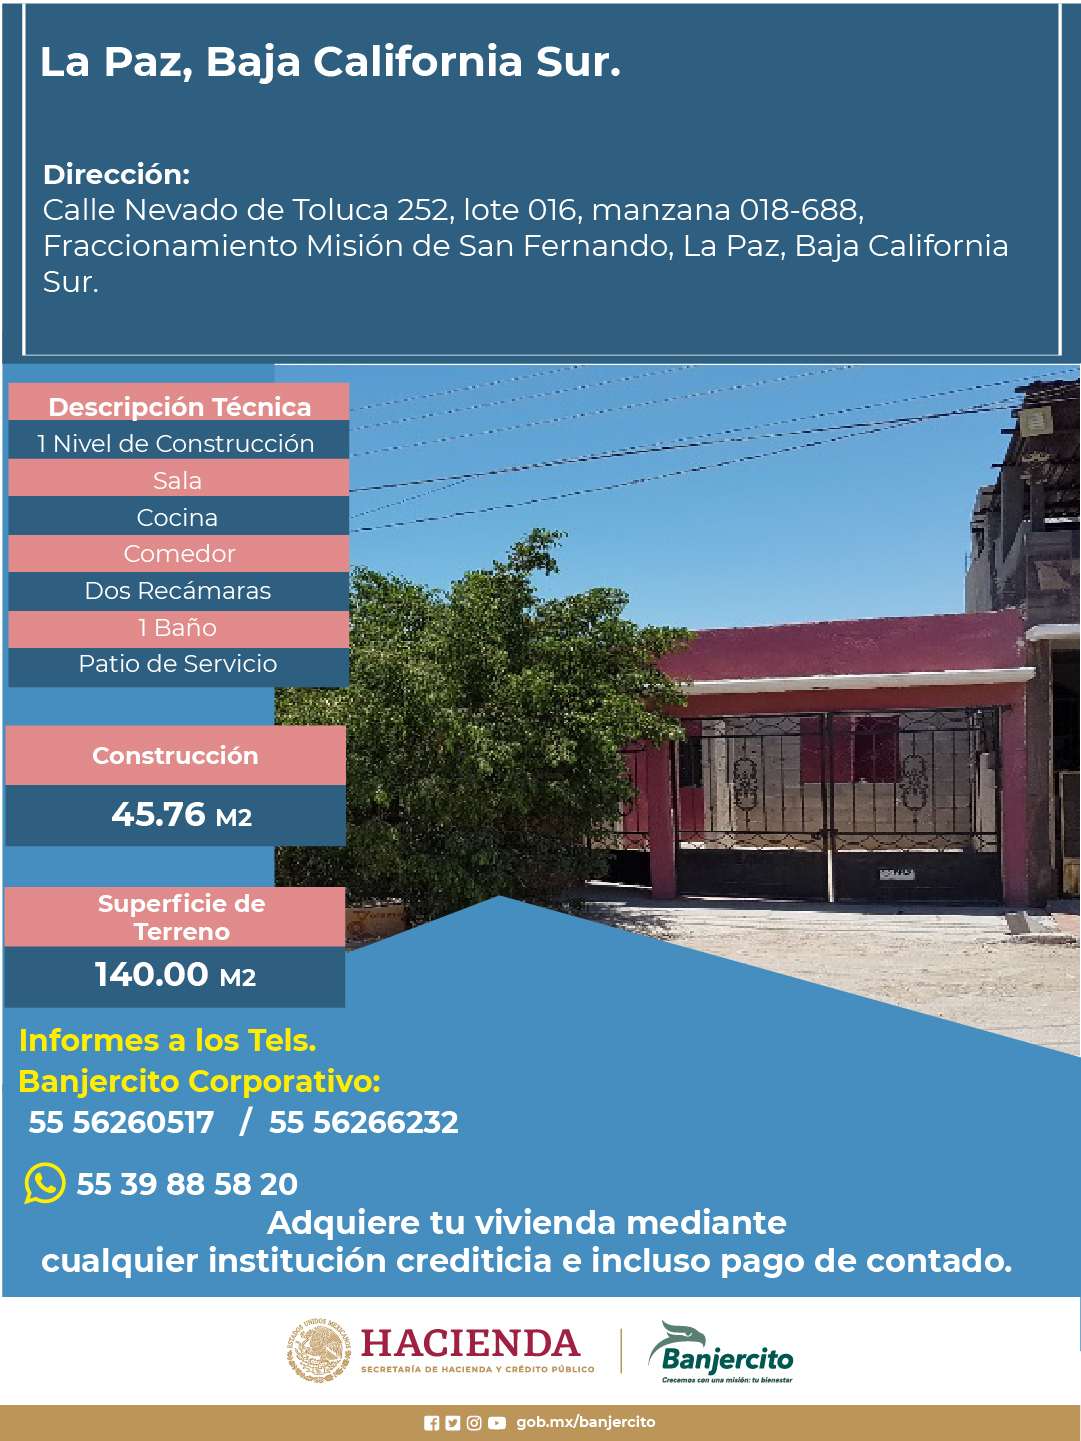 La Paz, Baja California Sur.
Dirección:
Calle Nevado de Toluca 252, lote 016, manzana 018-688,
Fraccionamiento Misión de San Fernando, La Paz, Baja California
Sur.
Descripción Técnica
1 Nivel de Construcción
Sala
Cocina
Comedor
Dos Recámaras
1 Baño
Patio de Servicio
Construcción
45.76 M2
Superficie de
Terreno
140.00 M2
Informes a los Tels.
Banjercito Corporativo:
55 56260517 / 55 56266232
55 39 88 58 20
Adquiere tu vivienda mediante
cualquier institución crediticia e incluso pago de contado.
ESTADOS UNIDOS MEXICANOS
HACIENDA
SECRETARÍA DE HACIENDA Y CRÉDITO PÚBLICO
Banjercito
Crecemos con una misión: tu bienestar
gob.mx/banjercito